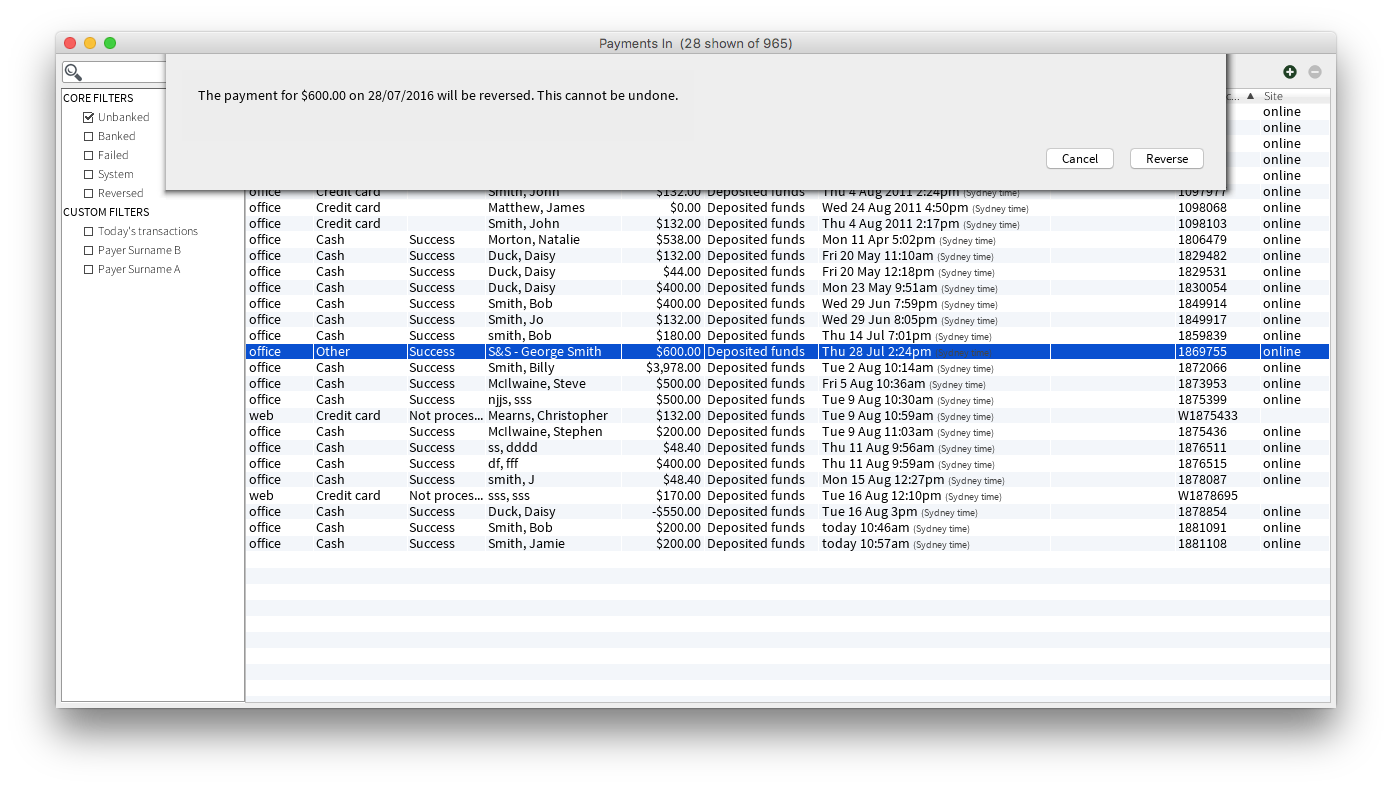 Payments In (28 shown of 965)
The payment for $600.00 on 28/07/2016 will be reversed. This cannot be undone.
Cancel Reverse
CORE FILTERS
Unbanked
Banked
Failed
System
Reversed
CUSTOM FILTERS
Today's transactions
Payer Surname B
Payer Surname A
c... Site
online
online
online
online
online
office Credit card Smith, John $132.00 Deposited funds Thu 4 Aug 2011 2:24pm (Sydney time) 1097977 online
office Credit card Matthew, James $0.00 Deposited funds Wed 24 Aug 2011 4:50pm (Sydney time) 1098068 online
office Credit card Smith, John $132.00 Deposited funds Thu 4 Aug 2011 2:17pm (Sydney time) 1098103 online
office Cash Success Morton, Natalie $538.00 Deposited funds Mon 11 Apr 5:02pm (Sydney time) 1806479 online
office Cash Success Duck, Daisy $132.00 Deposited funds Fri 20 May 11:10am (Sydney time) 1829482 online
office Cash Success Duck, Daisy $44.00 Deposited funds Fri 20 May 12:18pm (Sydney time) 1829531 online
office Cash Success Duck, Daisy $400.00 Deposited funds Mon 23 May 9:51am (Sydney time) 1830054 online
office Cash Success Smith, Bob $400.00 Deposited funds Wed 29 Jun 7:59pm (Sydney time) 1849914 online
office Cash Success Smith, Jo $132.00 Deposited funds Wed 29 Jun 8:05pm (Sydney time) 1849917 online
office Cash Success smith, Bob $180.00 Deposited funds Thu 14 Jul 7:01pm (Sydney time) 1859839 online
office Other Success S&S - George Smith $600.00 Deposited funds Thu 28 Jul 2:24pm 1869755 online
office Cash Success Smith, Billy $3,978.00 Deposited funds Tue 2 Aug 10:14am (Sydney time) 1872066 online
office Cash Success McIlwaine, Steve $500.00 Deposited funds Fri 5 Aug 10:36am (Sydney time) 1873953 online
office Cash Success njjs, sss $500.00 Deposited funds Tue 9 Aug 10:30am (Sydney time) 1875399 online
web Credit card Not proces... Mearns, Christopher $132.00 Deposited funds Tue 9 Aug 10:59am (Sydney time) W1875433
office Cash Success McIlwaine, Stephen $200.00 Deposited funds Tue 9 Aug 11:03am (Sydney time) 1875436 online
office Cash Success ss, dddd $48.40 Deposited funds Thu 11 Aug 9:56am (Sydney time) 1876511 online
office Cash Success df, fff $400.00 Deposited funds Thu 11 Aug 9:59am (Sydney time) 1876515 online
office Cash Success smith, J $48.40 Deposited funds Mon 15 Aug 12:27pm (Sydney time) 1878087 online
web Credit card Not proces... sss, sss $170.00 Deposited funds Tue 16 Aug 12:10pm (Sydney time) W1878695
office Cash Success Duck, Daisy -$550.00 Deposited funds Tue 16 Aug 3pm (Sydney time) 1878854 online
office Cash Success Smith, Bob $200.00 Deposited funds today 10:46am (Sydney time) 1881091 online
office Cash Success Smith, Jamie $200.00 Deposited funds today 10:57am (Sydney time) 1881108 online